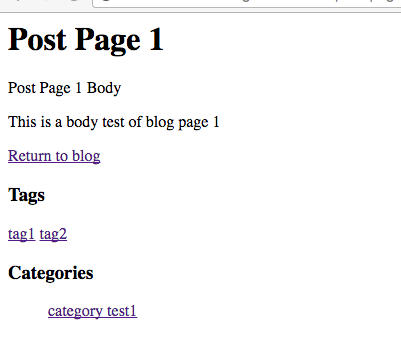 Post Page 1
Post Page 1 Body
This is a body test of blog page 1
Return to blog
Tags
tag1 tag2
Categories
category test1